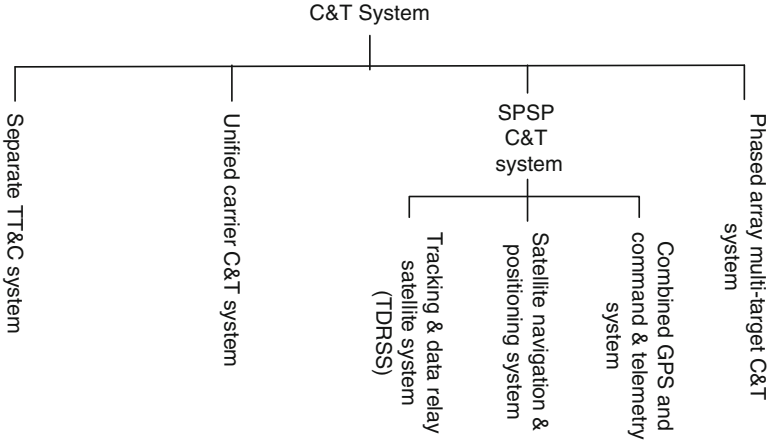 C&T System
Separate TT&C system
Unified carrier C&T system
SPSP
C&T
system
Tracking & data relay
satellite system
(TDRSS)
Satellite navigation &
positioning system
Combined GPS and
command & telemetry
system
Phased array multi-target C&T
system